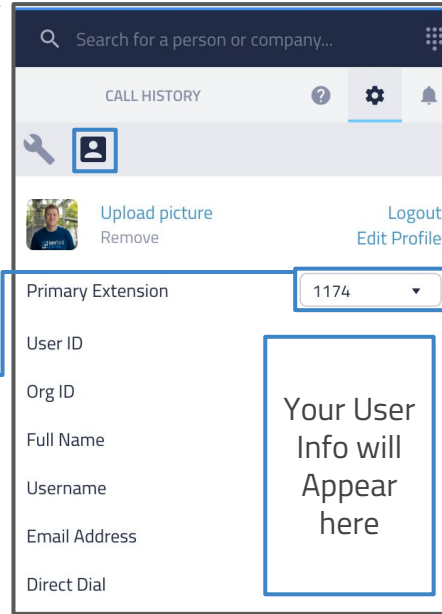 Search for a person or company...
CALL HISTORY
Upload picture
Logout
Remove
Edit Profile
Primary Extension
1174
User ID
Org ID
Full Name
Username
Email Address
Direct Dial
Your User
Info will
Appear
here